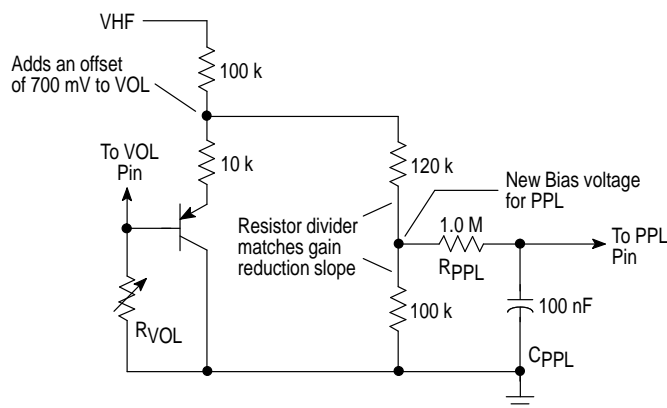 VHF
Adds an offset
of 700 mV to VOL
100 k
To VOL
Pin
10 k
120 k
New Bias voltage
for PPL
Resistor divider
matches gain
reduction slope
1.0 M
RPPL
To PPL
Pin
RVOL
100 k
100 nF
CPPL